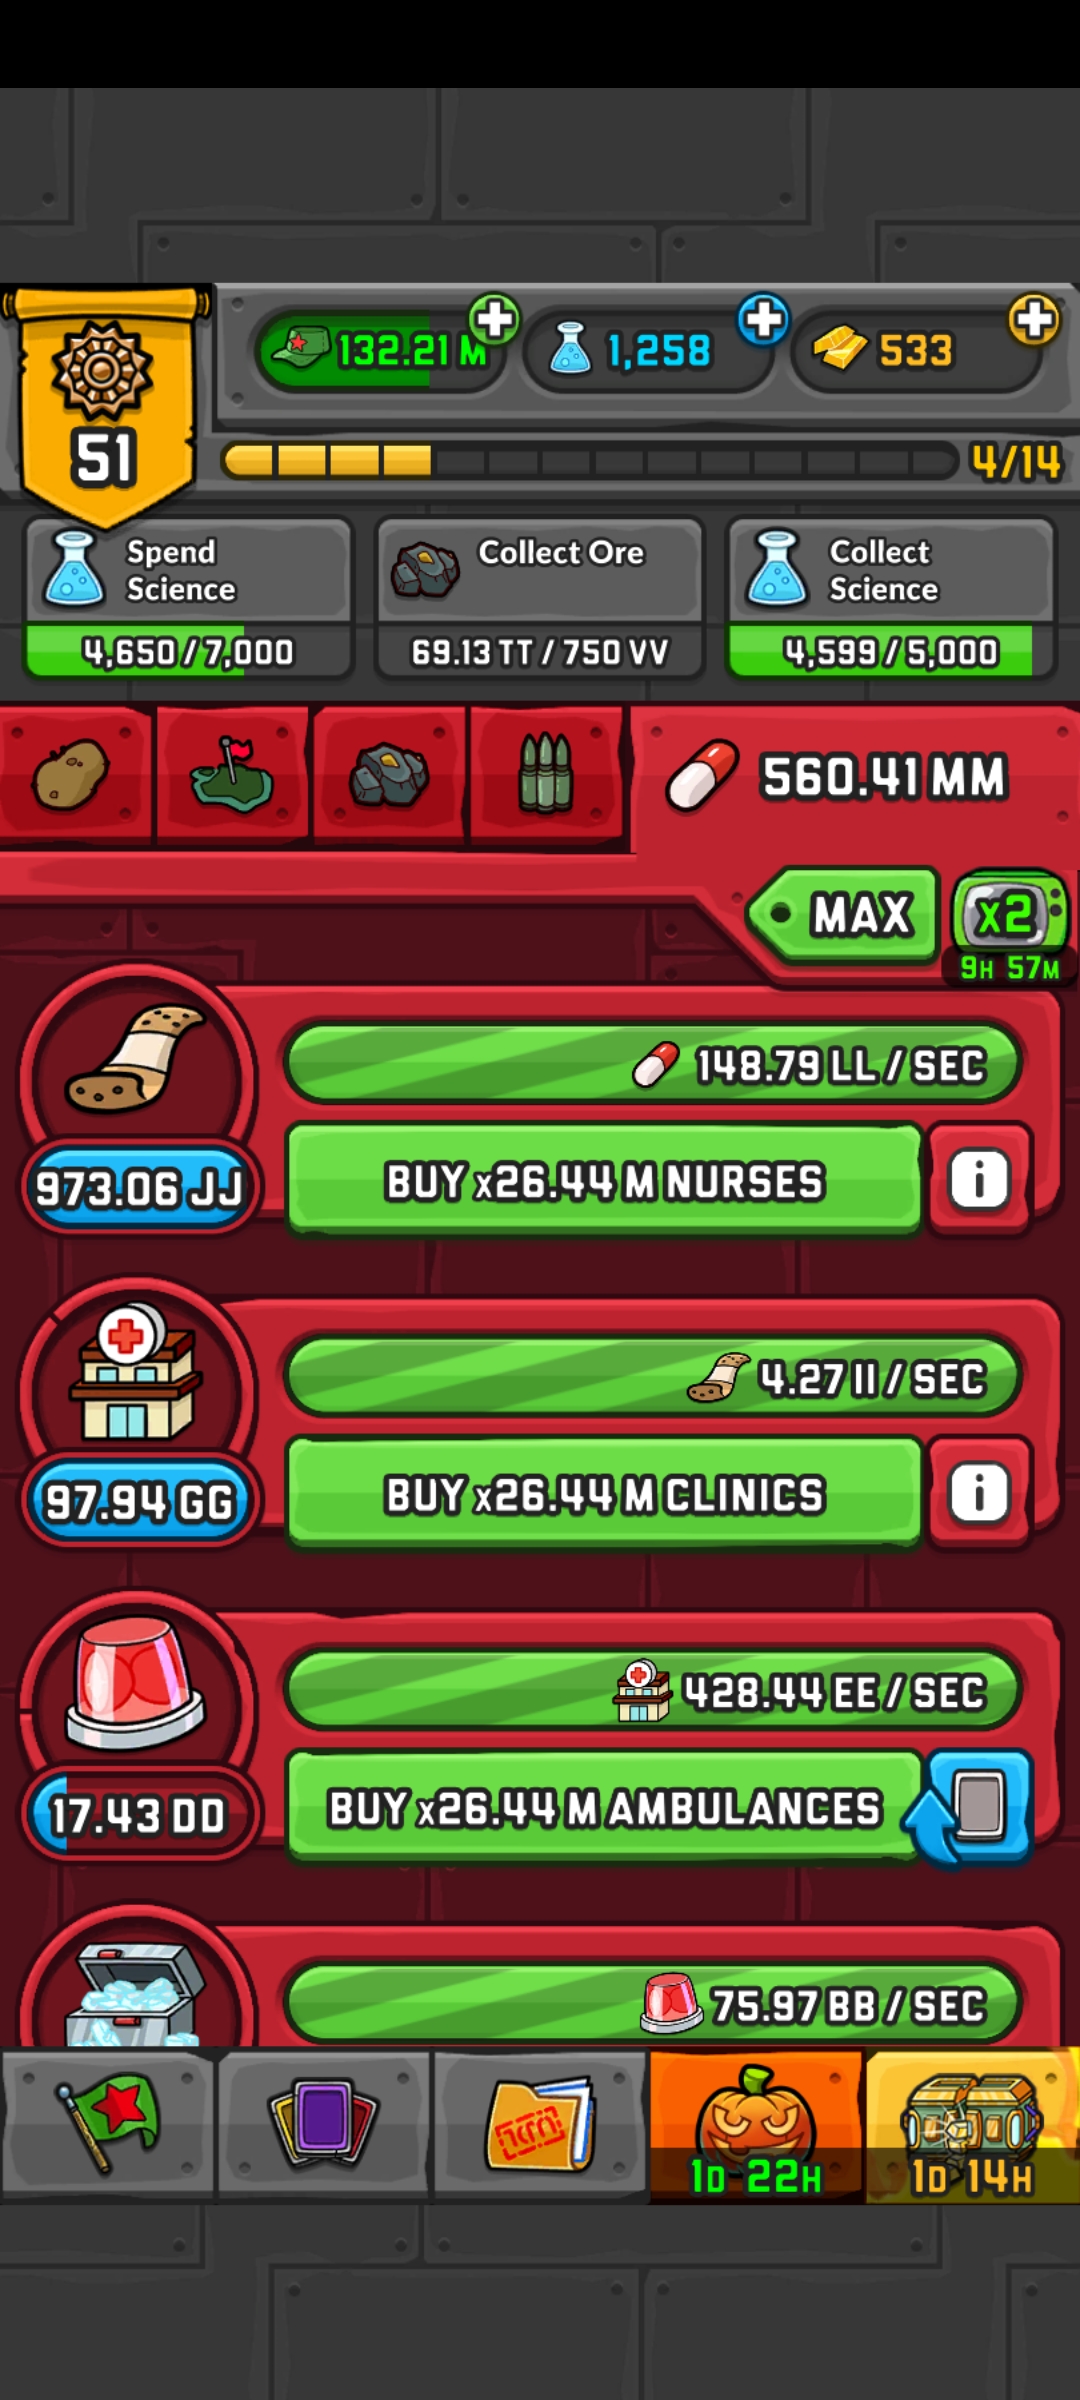 132.21 M
1,258
533
51
4/14
Spend
Science
Collect Ore
Collect
Science
4,650/7,000
69.13 TT / 750 VV
4,599/5,000
560.41 MM
MAX
x2
9H 57M
148.79 LL / SEC
973.06 JJ
BUY x26.44 M NURSES
i
4.27 II / SEC
97.94 GG
BUY x26.44 M CLINICS
i
428.44 EE / SEC
17.43 DD
BUY x26.44 M AMBULANCES
75.97 BB / SEC
1D 22H
1D 14H